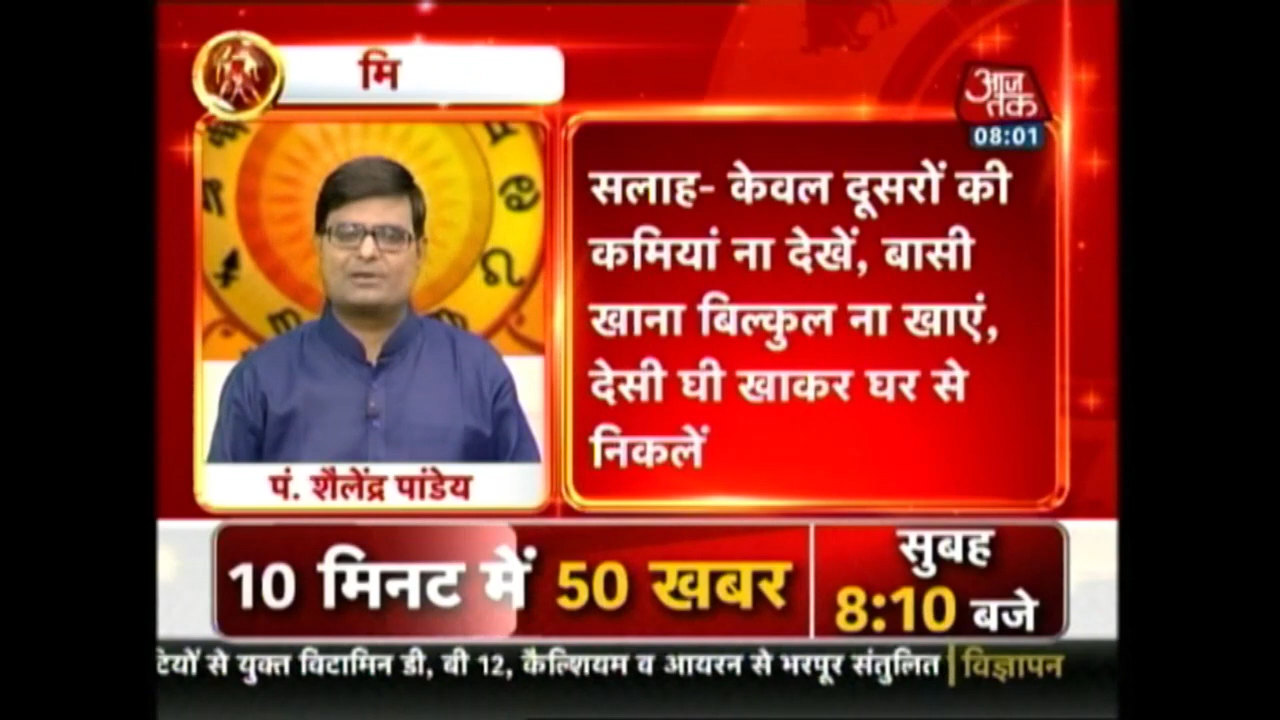 मि
आज
तक
08:01
सलाह- केवल दूसरों की
कमियां ना देखें, बासी
खाना बिल्कुल ना खाएं,
देसी घी खाकर घर से
निकलें
पं. शैलेंद्र पांडेय
10 मिनट में 50 खबर
सुबह
8:10 बजे
टियों से युक्त विटामिन डी, बी 12, कैल्शियम व आयरन से भरपूर संतुलित
विज्ञापन